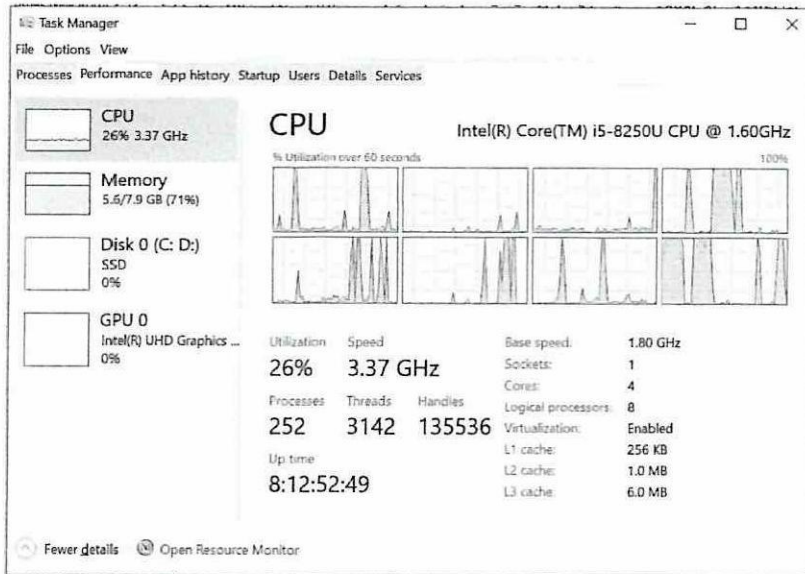 Task Manager
File Options View
Processes Performance App history Startup Users Details Services
CPU
26% 3.37 GHz
Memory
5.6/7.9 GB (71%)
Disk 0 (C: D:)
SSD
0%
GPU 0
Intel(R) UHD Graphics ...
0%
CPU Intel(R) Core(TM) i5-8250U CPU @ 1.60GHz
% Utilization over 60 seconds 100%
Utilization Speed
26% 3.37 GHz
Processes Threads Handles
252 3142 135536
Up time
8:12:52:49
Base speed: 1.80 GHz
Sockets: 1
Cores: 4
Logical processors: 8
Virtualization: Enabled
L1 cache: 256 KB
L2 cache: 1.0 MB
L3 cache: 6.0 MB
Fewer details Open Resource Monitor